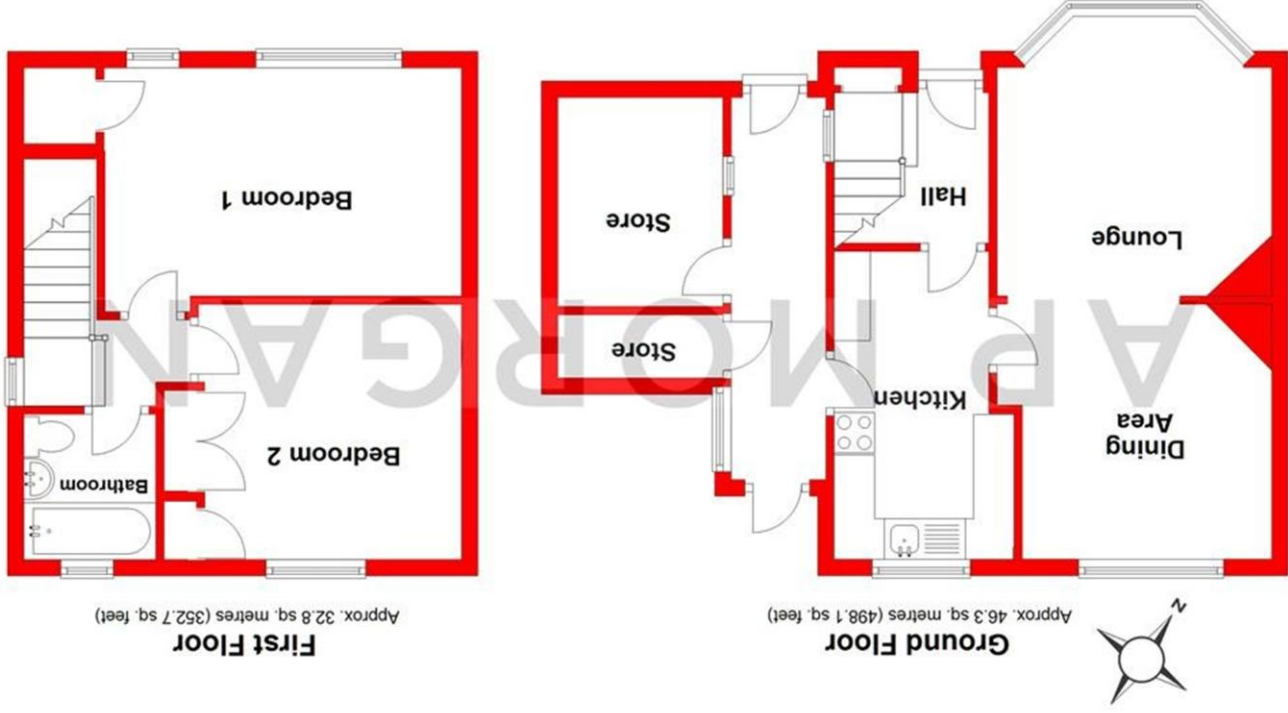 Ground Floor
Approx. 46.3 sq. metres (498.1 sq. feet)
First Floor
Approx. 32.8 sq. metres (352.7 sq. feet)
N
Dining
Area
Kitchen
Lounge
Hall
Store
Store
Bathroom
Bedroom 2
Bedroom 1
AP MORGAN